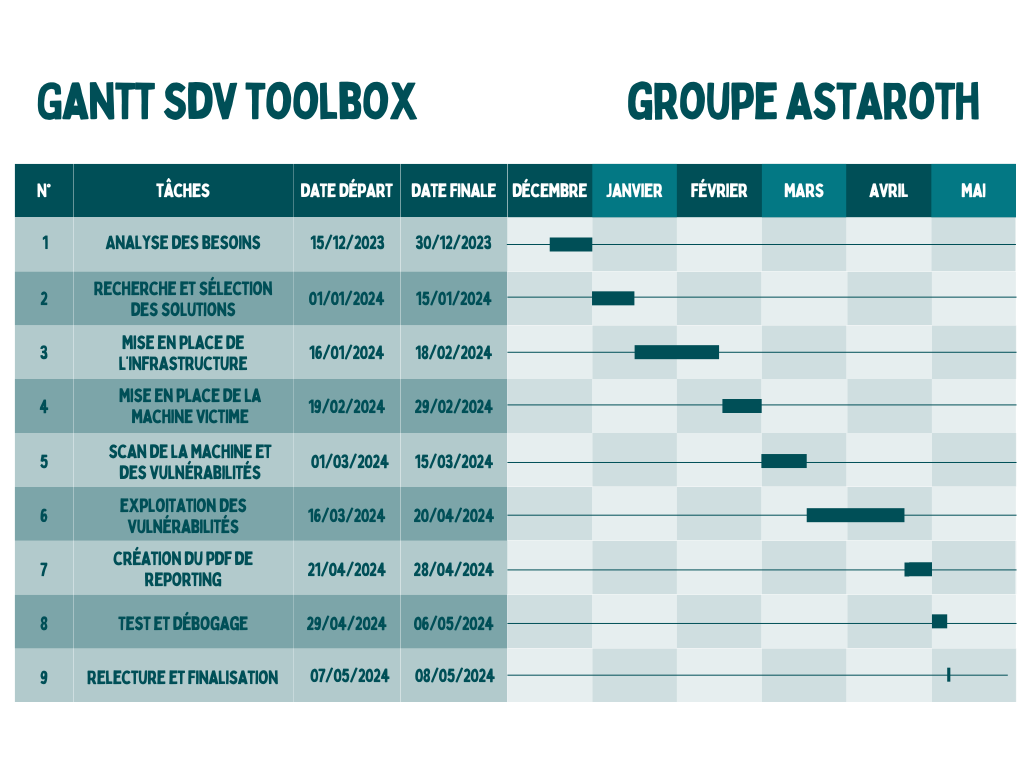 GANTT SDV TOOLBOX
GROUPE ASTAROTH
N° TÂCHES DATE DÉPART DATE FINALE DÉCEMBRE JANVIER FÉVRIER MARS AVRIL MAI
1 ANALYSE DES BESOINS 15/12/2023 30/12/2023
2 RECHERCHE ET SÉLECTION
DES SOLUTIONS 01/01/2024 15/01/2024
3 MISE EN PLACE DE
L'INFRASTRUCTURE 16/01/2024 18/02/2024
4 MISE EN PLACE DE LA
MACHINE VICTIME 19/02/2024 29/02/2024
5 SCAN DE LA MACHINE ET
DES VULNÉRABILITÉS 01/03/2024 15/03/2024
6 EXPLOITATION DES
VULNÉRABILITÉS 16/03/2024 20/04/2024
7 CRÉATION DU PDF DE
REPORTING 21/04/2024 28/04/2024
8 TEST ET DÉBOGAGE 29/04/2024 06/05/2024
9 RELECTURE ET FINALISATION 07/05/2024 08/05/2024